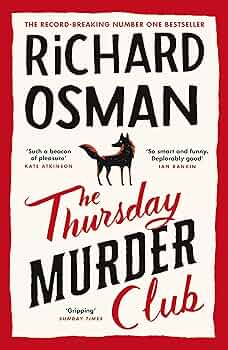 THE RECORD-BREAKING NUMBER ONE BESTSELLER
RiCHARD
OSMAN
'Such a beacon
of pleasure'
KATE ATKINSON
'So smart and funny.
Deplorably good'
IAN RANKIN
The
Thursday
MURDER
Club
'Gripping'
SUNDAY TIMES